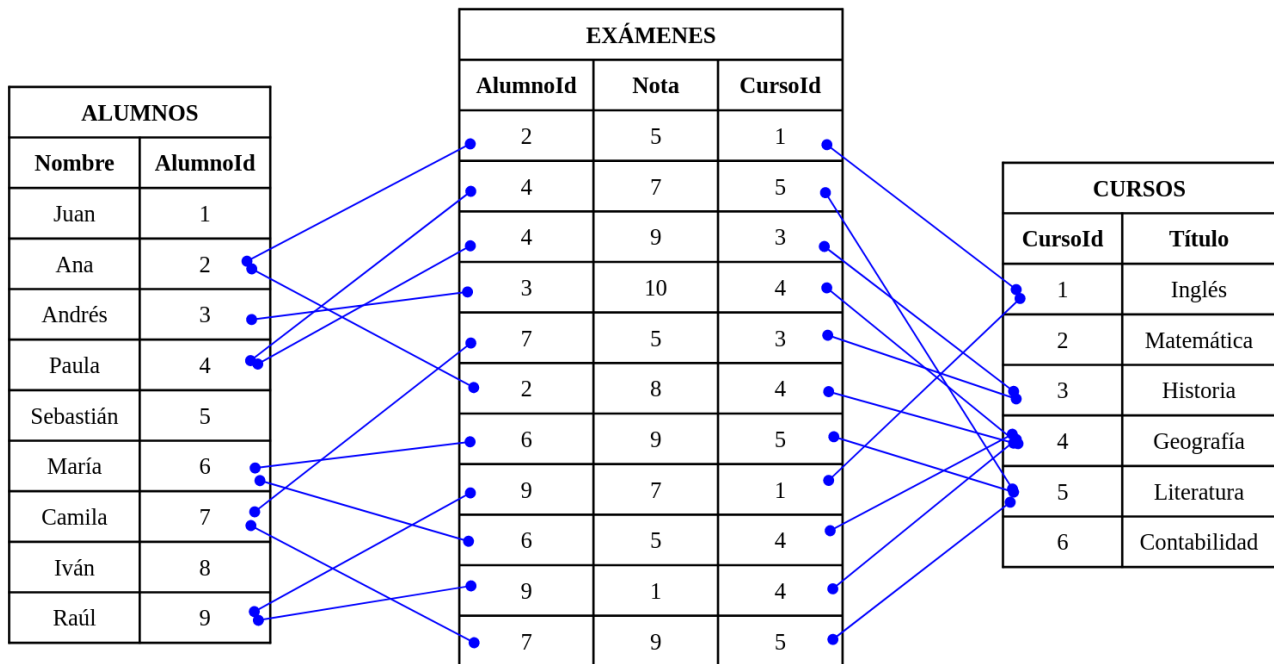 ALUMNOS
Nombre AlumnoId
Juan 1
Ana 2
Andrés 3
Paula 4
Sebastián 5
María 6
Camila 7
Iván 8
Raúl 9
EXÁMENES
AlumnoId Nota CursoId
2 5 1
4 7 5
4 9 3
3 10 4
7 5 3
2 8 4
6 9 5
9 7 1
6 5 4
9 1 4
7 9 5
CURSOS
CursoId Título
1 Inglés
2 Matemática
3 Historia
4 Geografía
5 Literatura
6 Contabilidad